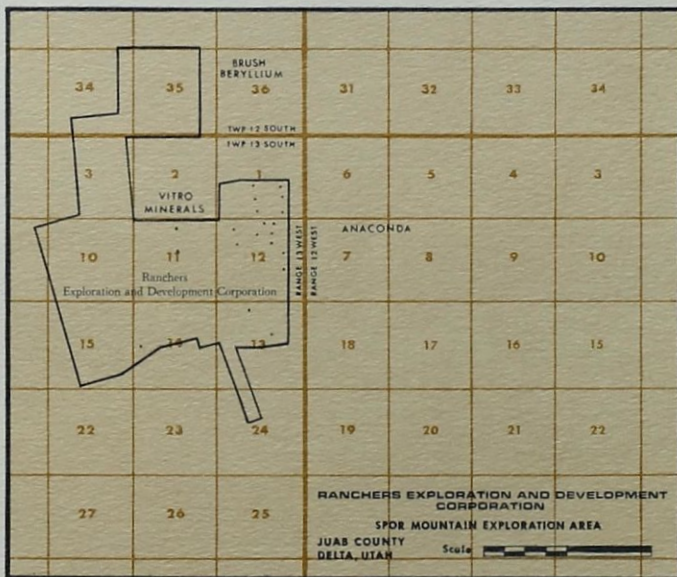 BRUSH
BERYLLIUM
34 35 36 31 32 33 34
TWP 12 SOUTH
TWP 13 SOUTH
3 2 1 6 5 4 3
VITRO
MINERALS
ANACONDA
RANGE 13 WEST
RANGE 12 WEST
10 11 12 7 8 9 10
Ranchers
Exploration and Development Corporation
15 14 13 18 17 16 15
22 23 24 19 20 21 22
27 26 25
RANCHERS EXPLORATION AND DEVELOPMENT
CORPORATION
SPOR MOUNTAIN EXPLORATION AREA
JUAB COUNTY
DELTA, UTAH
Scale